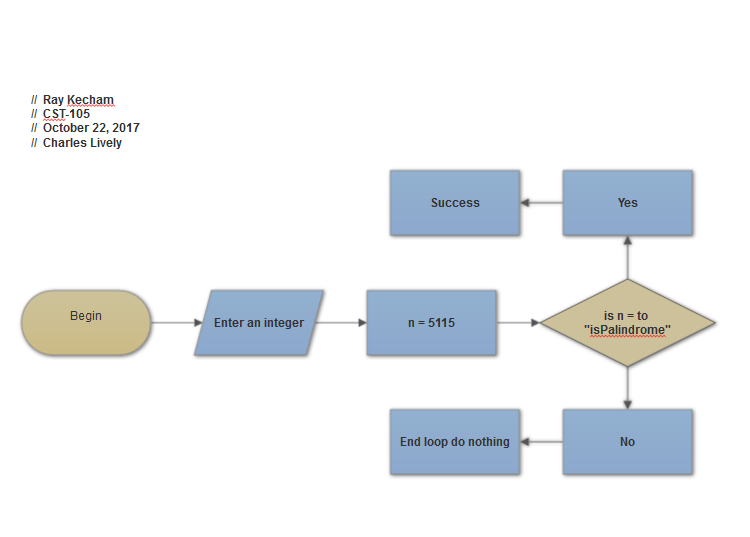 // Ray Kecham
// CST-105
// October 22, 2017
// Charles Lively
Success
Yes
Begin
Enter an integer
n = 5115
is n = to
"isPalindrome"
End loop do nothing
No